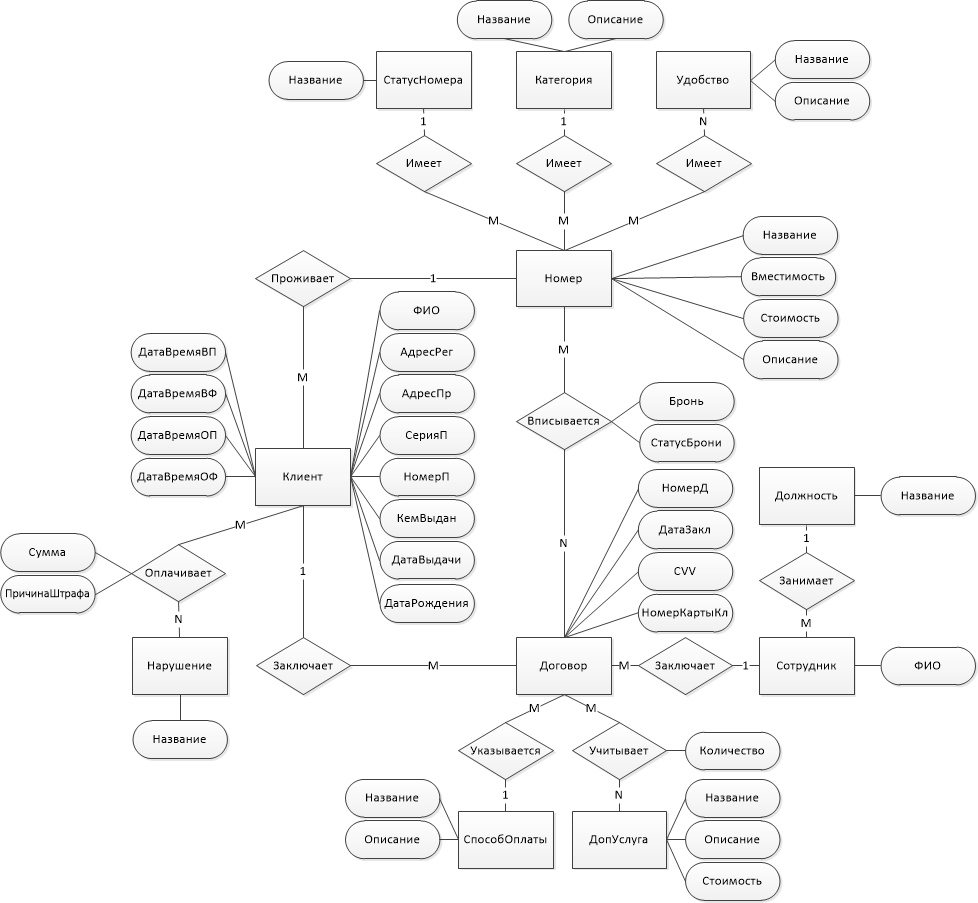 Название
Описание
Название
СтатусНомера
Категория
Удобство
Название
Описание
1
1
N
Имеет
Имеет
Имеет
M
M
M
Название
Вместимость
Стоимость
Описание
Проживает
1
Номер
ФИО
АдресРег
АдресПр
СерияП
НомерП
КемВыдан
ДатаВыдачи
ДатаРождения
ДатаВремяВП
ДатаВремяВФ
ДатаВремяОП
ДатаВремяОФ
M
M
Клиент
Вписывается
Бронь
СтатусБрони
НомерД
ДатаЗакл
CVV
НомерКартыКл
Должность
Название
1
Занимает
M
M
N
1
Сумма
ПричинаШтрафа
Оплачивает
N
Нарушение
Название
Заключает
M
Договор
M
Заключает
1
Сотрудник
ФИО
M
M
Указывается
Учитывает
Количество
1
N
Название
Описание
СпособОплаты
ДопУслуга
Название
Описание
Стоимость